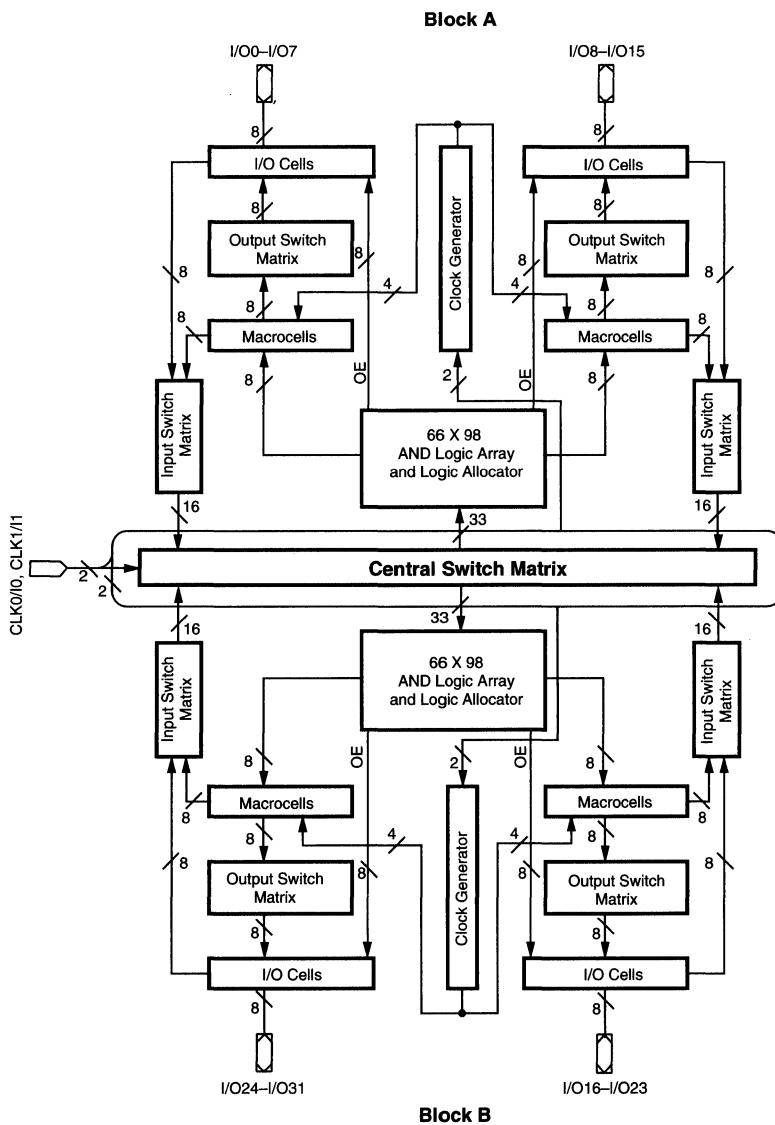 Block A
I/O0–I/O7
I/O8–I/O15
8
8
I/O Cells
I/O Cells
8
8
Output Switch
Matrix
Clock Generator
Output Switch
Matrix
8
8
8
8
4
4
8
8
8
8
Macrocells
Macrocells
OE
OE
8
2
8
Input Switch
Matrix
66 X 98
AND Logic Array
and Logic Allocator
Input Switch
Matrix
16
33
16
CLK0/I0, CLK1/I1
2
2
Central Switch Matrix
16
33
16
Input Switch
Matrix
66 X 98
AND Logic Array
and Logic Allocator
Input Switch
Matrix
8
OE
2
OE
8
Macrocells
Macrocells
8
8
8
4
4
8
8
8
8
8
8
Output Switch
Matrix
Clock Generator
Output Switch
Matrix
8
8
I/O Cells
I/O Cells
8
8
I/O24–I/O31
I/O16–I/O23
Block B